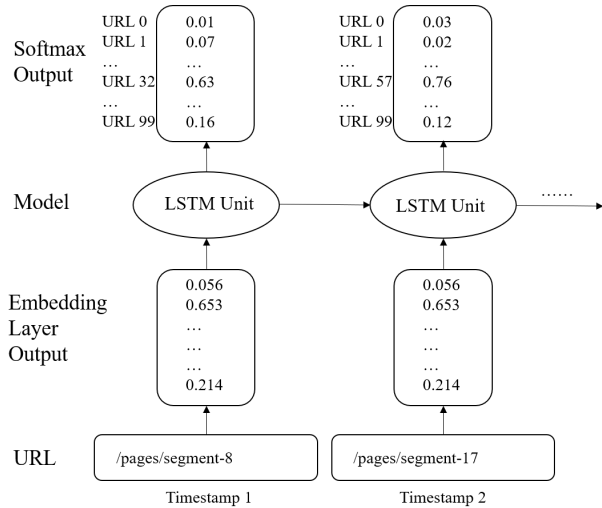 Softmax
Output
URL 0 0.01
URL 1 0.07
... ...
URL 32 0.63
... ...
URL 99 0.16
URL 0 0.03
URL 1 0.02
... ...
URL 57 0.76
... ...
URL 99 0.12
Model
LSTM Unit
LSTM Unit
......
Embedding
Layer
Output
0.056
0.653
...
...
...
0.214
0.056
0.653
...
...
...
0.214
URL
/pages/segment-8
/pages/segment-17
Timestamp 1
Timestamp 2